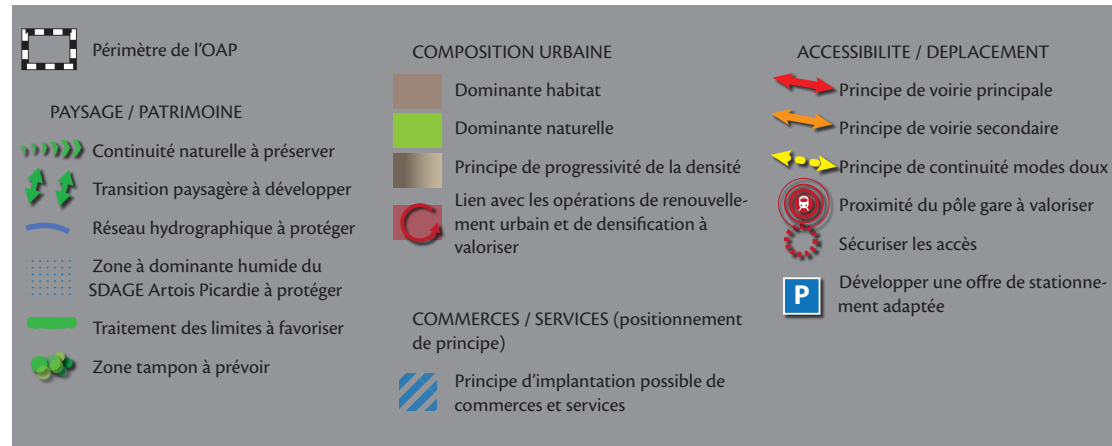 Périmètre de l'OAP
PAYSAGE / PATRIMOINE
Continuité naturelle à préserver
Transition paysagère à développer
Réseau hydrographique à protéger
Zone à dominante humide du
SDAGE Artois Picardie à protéger
Traitement des limites à favoriser
Zone tampon à prévoir
COMPOSITION URBAINE
Dominante habitat
Dominante naturelle
Principe de progressivité de la densité
Lien avec les opérations de renouvelle-
ment urbain et de densification à
valoriser
COMMERCES / SERVICES (positionnement
de principe)
Principe d'implantation possible de
commerces et services
ACCESSIBILITE / DEPLACEMENT
Principe de voirie principale
Principe de voirie secondaire
Principe de continuité modes doux
Proximité du pôle gare à valoriser
Sécuriser les accès
P
Développer une offre de stationne-
ment adaptée